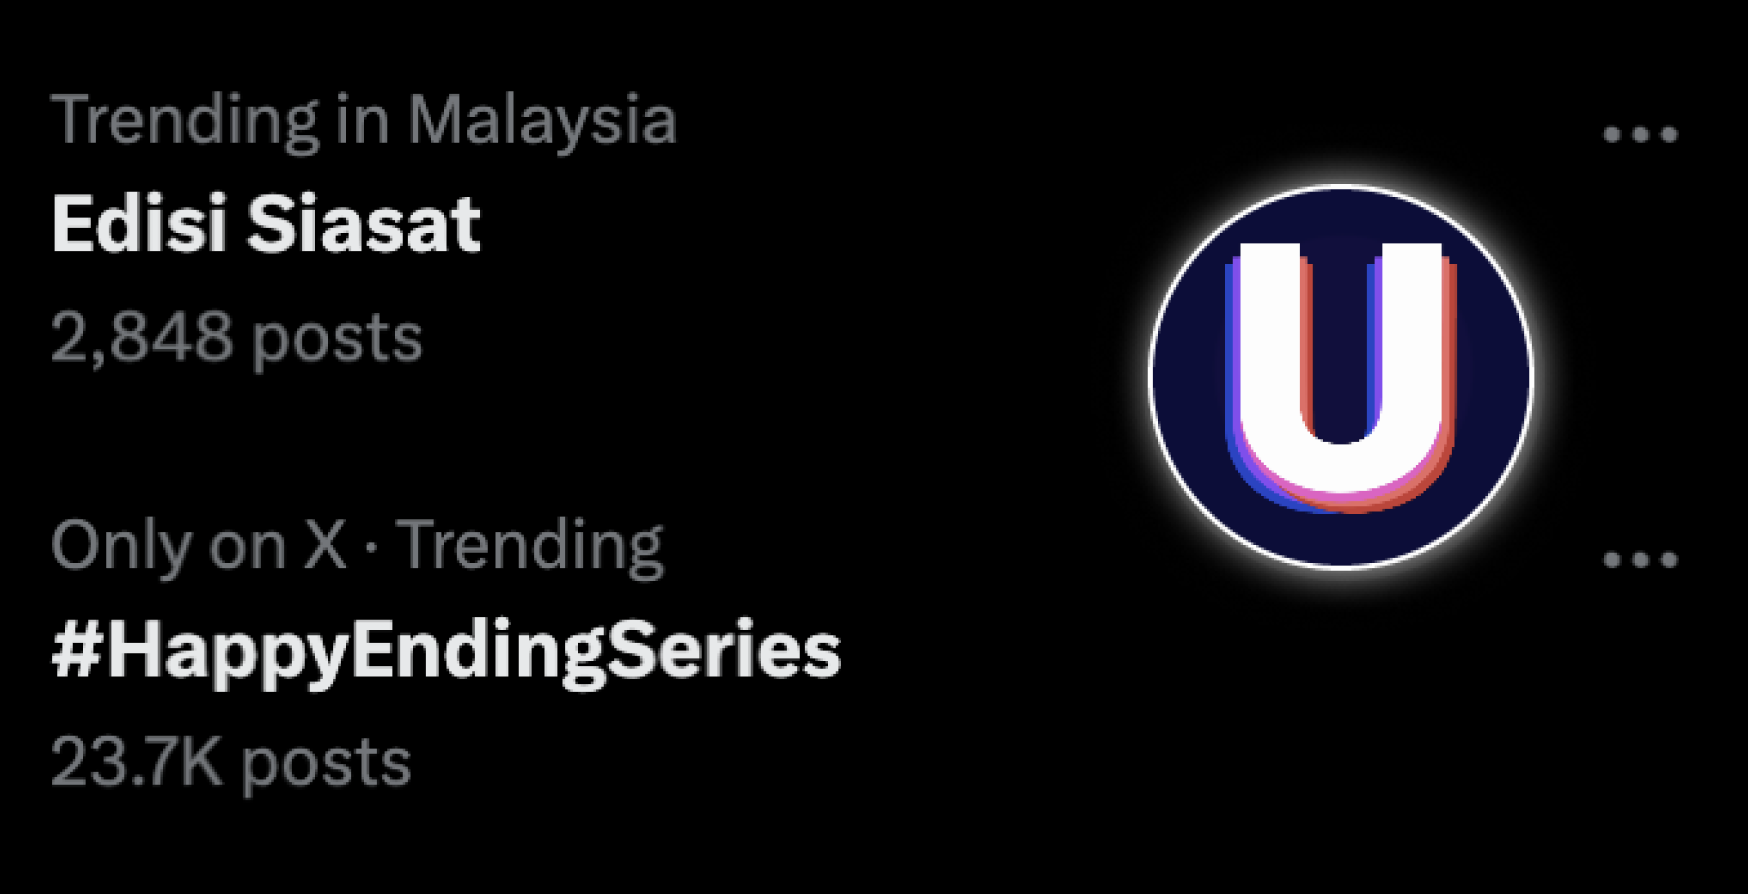 Trending in Malaysia
Edisi Siasat
2,848 posts
U
Only on X · Trending
#HappyEndingSeries
23.7K posts